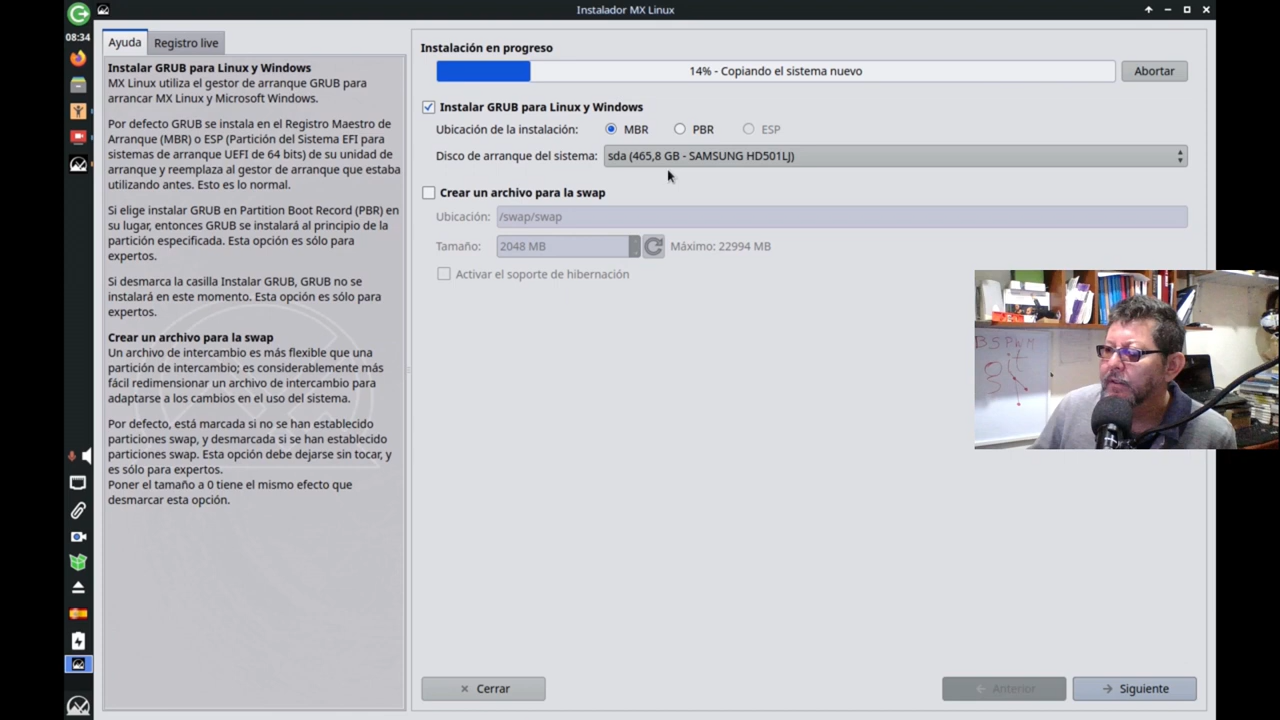 Instalador MX Linux
08:34
Ayuda
Registro live
Instalar GRUB para Linux y Windows
MX Linux utiliza el gestor de arranque GRUB para
arrancar MX Linux y Microsoft Windows.
Por defecto GRUB se instala en el Registro Maestro de
Arranque (MBR) o ESP (Partición del Sistema EFI para
sistemas de arranque UEFI de 64 bits) de su unidad de
arranque y reemplaza al gestor de arranque que estaba
utilizando antes. Esto es lo normal.
Si elige instalar GRUB en Partition Boot Record (PBR) en
su lugar, entonces GRUB se instalará al principio de la
partición especificada. Esta opción es sólo para
expertos.
Si desmarca la casilla Instalar GRUB, GRUB no se
instalará en este momento. Esta opción es sólo para
expertos.
Crear un archivo para la swap
Un archivo de intercambio es más flexible que una
partición de intercambio; es considerablemente más
fácil redimensionar un archivo de intercambio para
adaptarse a los cambios en el uso del sistema.
Por defecto, está marcada si no se han establecido
particiones swap, y desmarcada si se han establecido
particiones swap. Esta opción debe dejarse sin tocar, y
es sólo para expertos.
Poner el tamaño a 0 tiene el mismo efecto que
desmarcar esta opción.
Instalación en progreso
14% - Copiando el sistema nuevo
Abortar
Instalar GRUB para Linux y Windows
Ubicación de la instalación: MBR PBR ESP
Disco de arranque del sistema: sda (465,8 GB - SAMSUNG HD501LJ)
Crear un archivo para la swap
Ubicación: /swap/swap
Tamaño: 2048 MB Máximo: 22994 MB
Activar el soporte de hibernación
BSPWM
git
Cerrar
Anterior
Siguiente